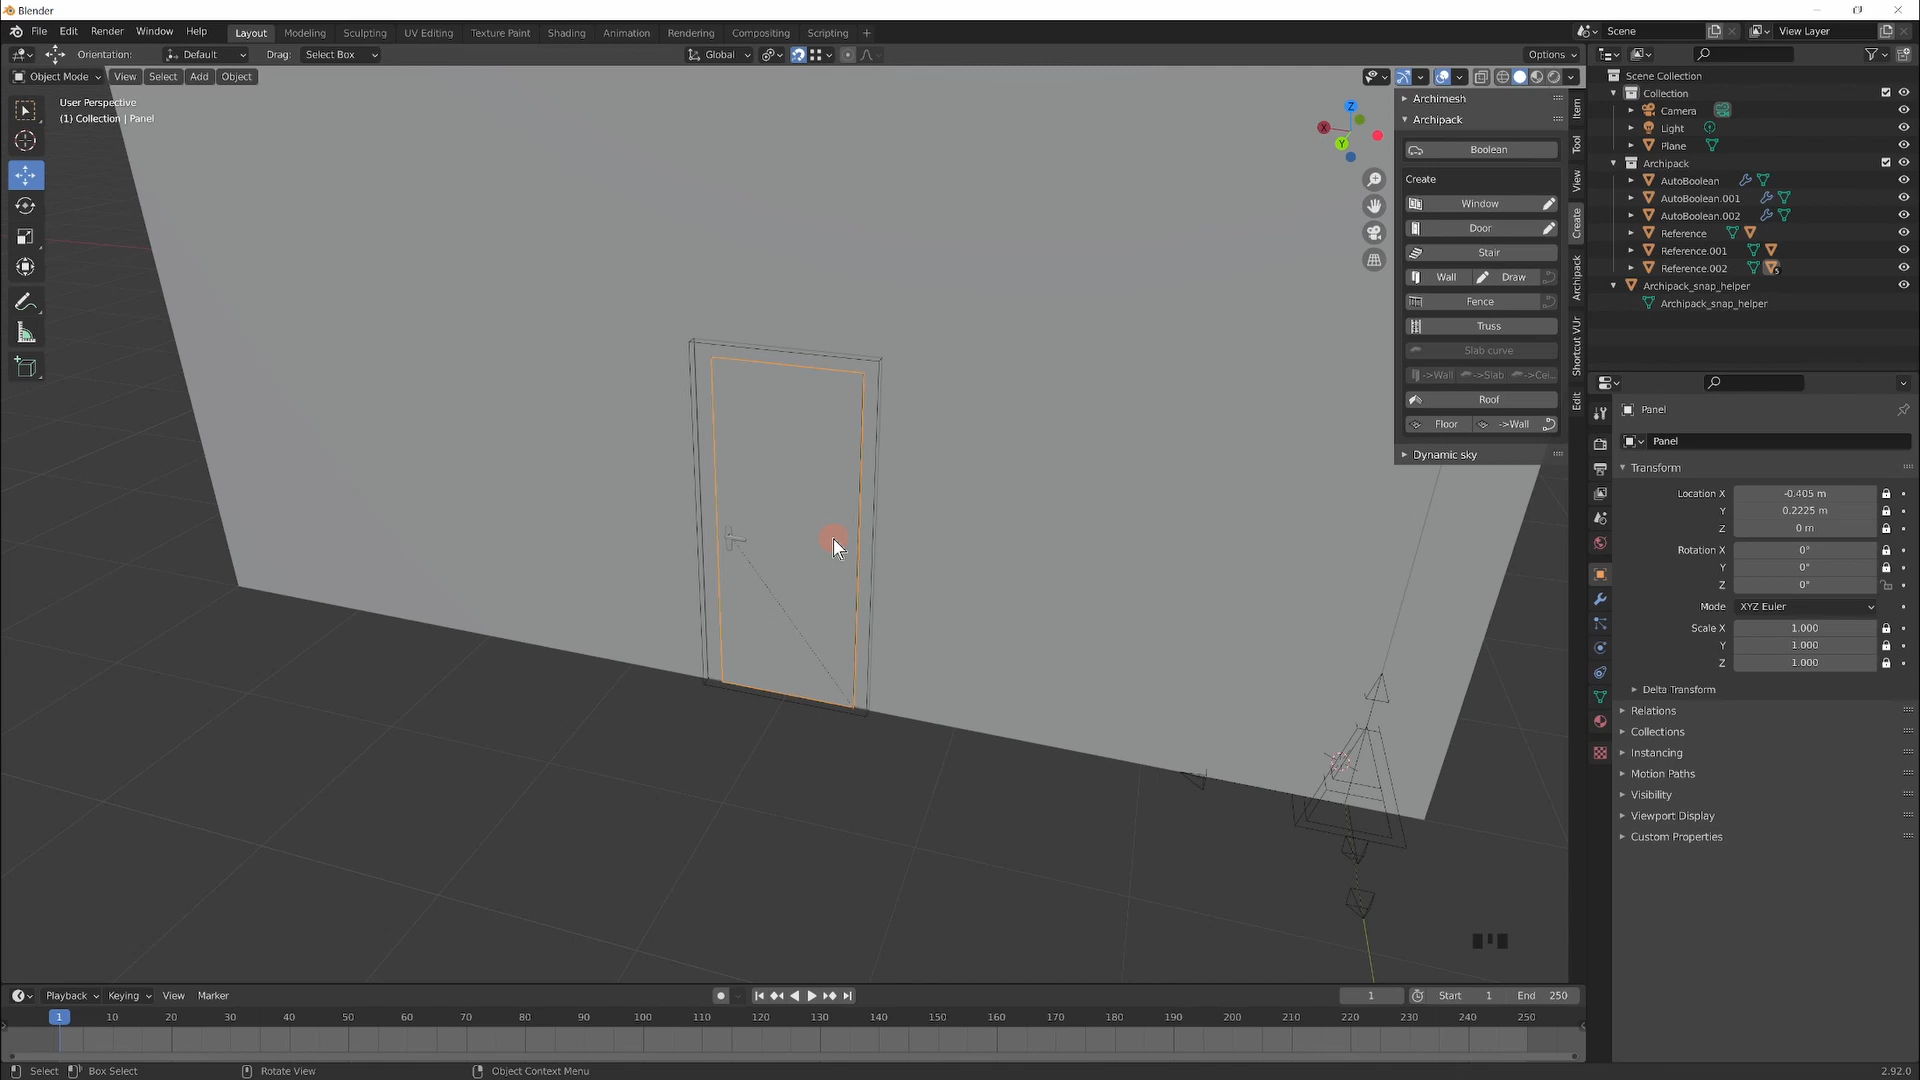 Blender
File Edit Render Window Help Layout Modeling Sculpting UV Editing Texture Paint Shading Animation Rendering Compositing Scripting + Scene View Layer
Orientation: Default Drag: Select Box Global Options
Object Mode View Select Add Object
User Perspective
(1) Collection | Panel
X
Y
Z
Archimesh
Archipack
Boolean
Create
Window
Door
Stair
Wall Draw
Fence
Truss
Slab curve
->Wall ->Slab ->Cei...
Roof
Floor ->Wall
Dynamic sky
Item
Tool
View
Create
Archipack
Shortcut VUr
Edit
Scene Collection
Collection
Camera
Light
Plane
Archipack
AutoBoolean
AutoBoolean.001
AutoBoolean.002
Reference
Reference.001
Reference.002 5
Archipack_snap_helper
Archipack_snap_helper
Panel
Panel
Transform
Location X -0.405 m
Y 0.2225 m
Z 0 m
Rotation X 0°
Y 0°
Z 0°
Mode XYZ Euler
Scale X 1.000
Y 1.000
Z 1.000
Delta Transform
Relations
Collections
Instancing
Motion Paths
Visibility
Viewport Display
Custom Properties
Playback Keying View Marker 1 Start 1 End 250
1 10 20 30 40 50 60 70 80 90 100 110 120 130 140 150 160 170 180 190 200 210 220 230 240 250
Select Box Select Rotate View Object Context Menu 2.92.0